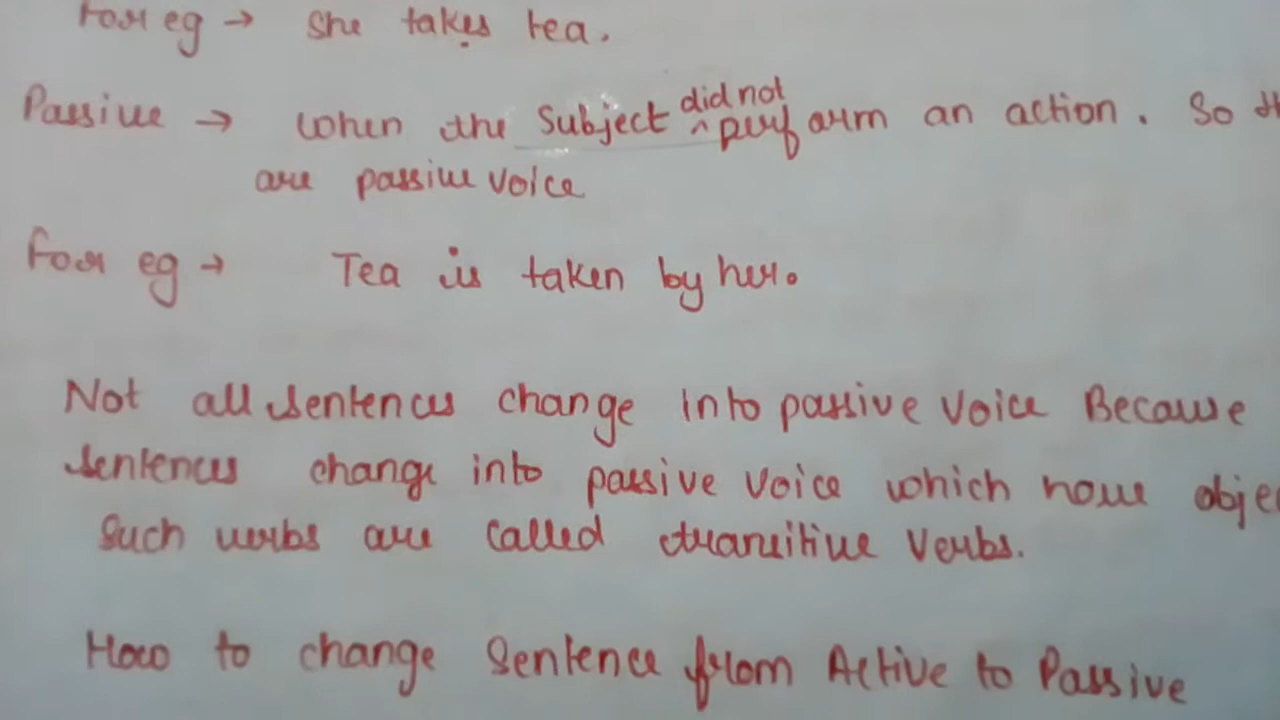 For eg → She takes tea.
Passive → When the Subject did not ^ perform an action. So
are passive voice
For eg → Tea is taken by her.
Not all sentences change into passive voice Because
sentences change into passive voice which have
Such verbs are called transitive Verbs.
How to change Sentence from Active to Passive